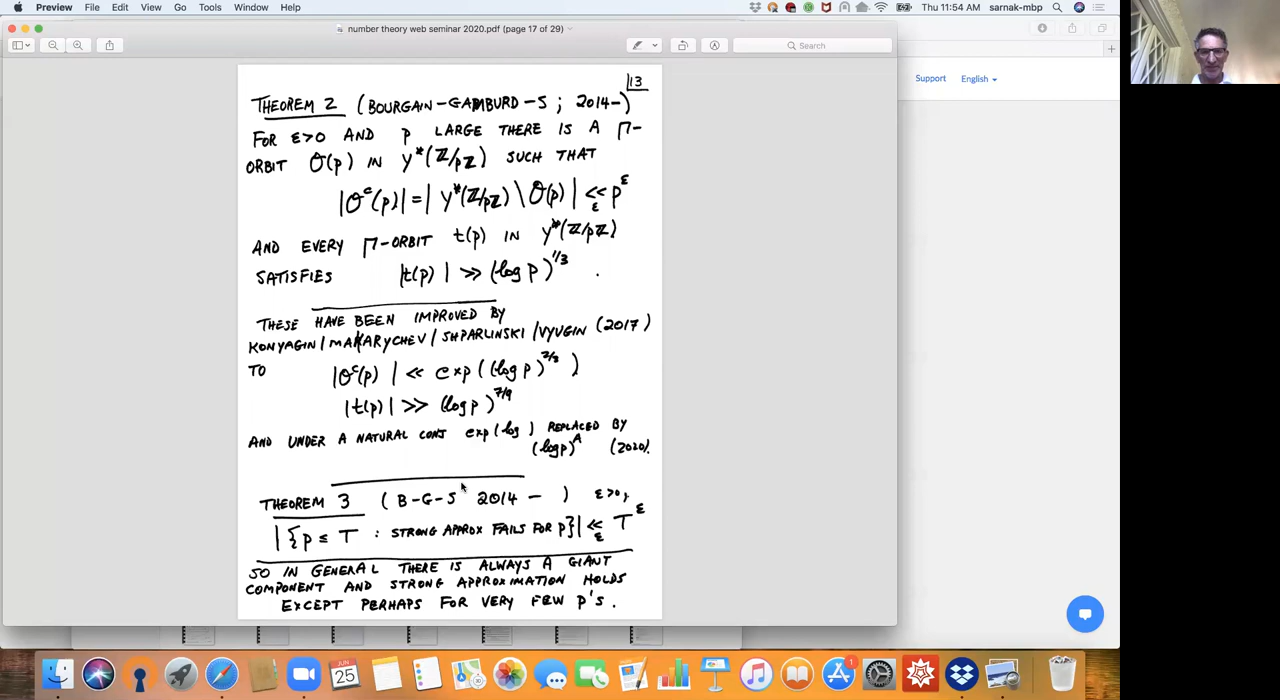 Preview File Edit View Go Tools Window Help
Thu 11:54 AM sarnak-mbp
number theory web seminar 2020.pdf (page 17 of 29)
Search
Support English
13
THEOREM 2 (BOURGAIN-GAMBURD-S; 2014-)
FOR ε>0 AND p LARGE THERE IS A Γ-
ORBIT O(p) IN Y*(Z/pZ) SUCH THAT
|O^c(p)| = |Y*(Z/pZ) \ O(p)| ≪_ε p^ε
AND EVERY Γ-ORBIT t(p) IN Y*(Z/pZ)
SATISFIES |t(p)| ≫ (log p)^{1/3} .
THESE HAVE BEEN IMPROVED BY
KONYAGIN/MAKARYCHEV/SHPARLINSKI/VYUGIN (2017)
TO |O^c(p)| ≪ exp((log p)^{2/3})
|t(p)| ≫ (log p)^{7/9}
AND UNDER A NATURAL CONJ exp(log ) REPLACED BY
(log p)^A (2020).
THEOREM 3 (B-G-S 2014 - ) ε>0,
|{p ≤ T : STRONG APPROX FAILS FOR p}| ≪_ε T^ε
SO IN GENERAL THERE IS ALWAYS A GIANT
COMPONENT AND STRONG APPROXIMATION HOLDS
EXCEPT PERHAPS FOR VERY FEW P'S.
JUN
25
1